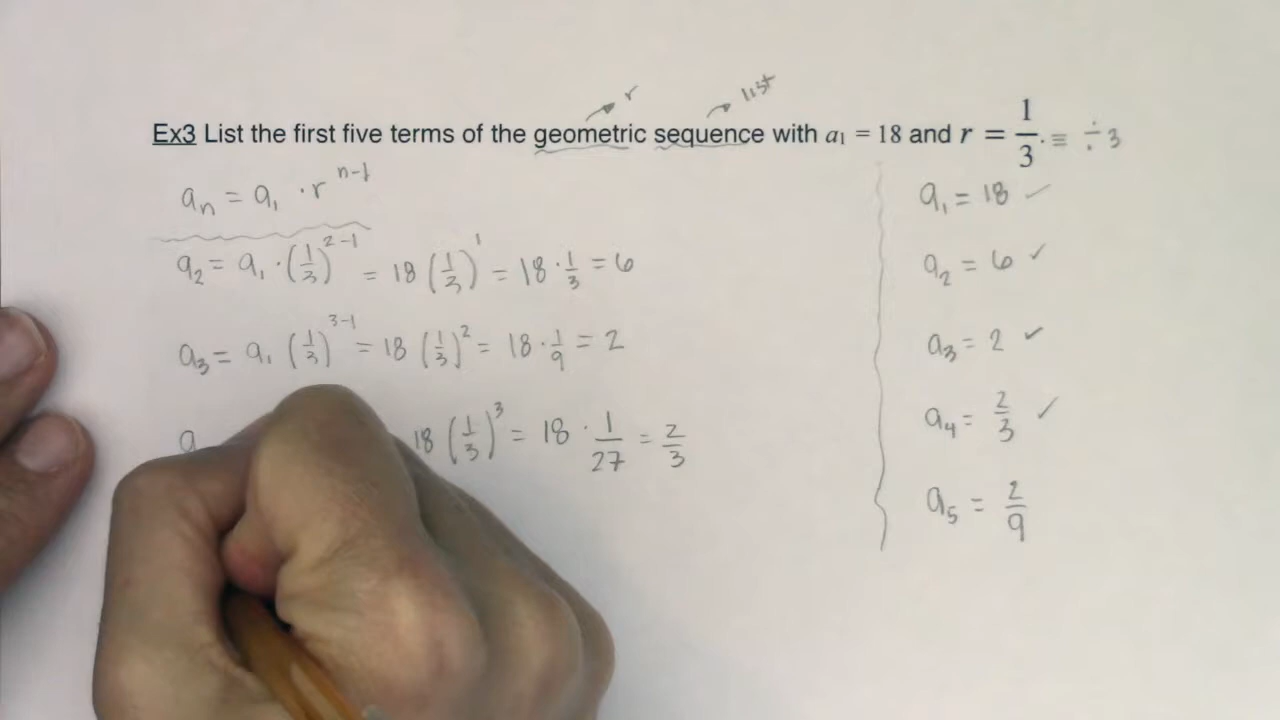 r list
Ex3 List the first five terms of the geometric sequence with a₁ = 18 and r = 1/3. ≡ ÷3
aₙ = a₁ · r^(n-1)
a₂ = a₁ · (1/3)^(2-1) = 18 (1/3)^1 = 18 · 1/3 = 6
a₃ = a₁ (1/3)^(3-1) = 18 (1/3)^2 = 18 · 1/9 = 2
a 18 (1/3)^3 = 18 · 1/27 = 2/3
a₁ = 18 ✓
a₂ = 6 ✓
a₃ = 2 ✓
a₄ = 2/3 ✓
a₅ = 2/9